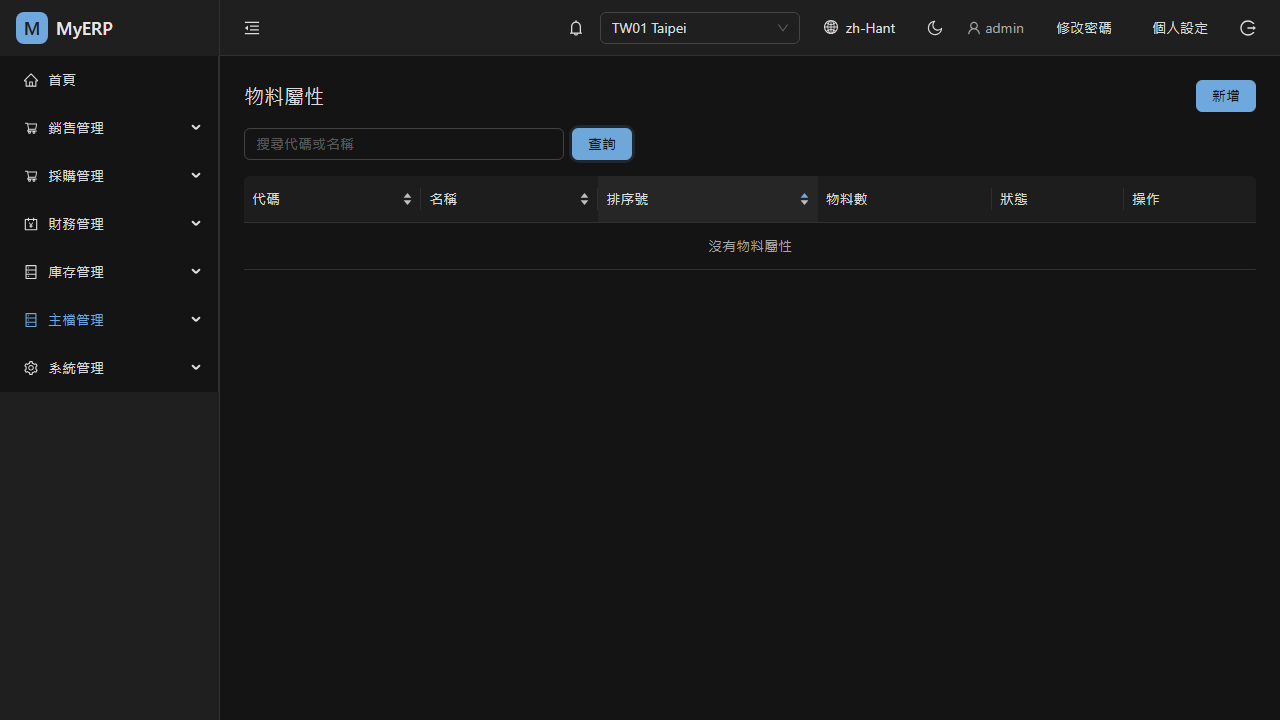 M MyERP
TW01 Taipei
zh-Hant
admin
修改密碼
個人設定
首頁
銷售管理
採購管理
財務管理
庫存管理
主檔管理
系統管理
物料屬性
新增
搜尋代碼或名稱
查詢
代碼 名稱 排序號 物料數 狀態 操作
沒有物料屬性